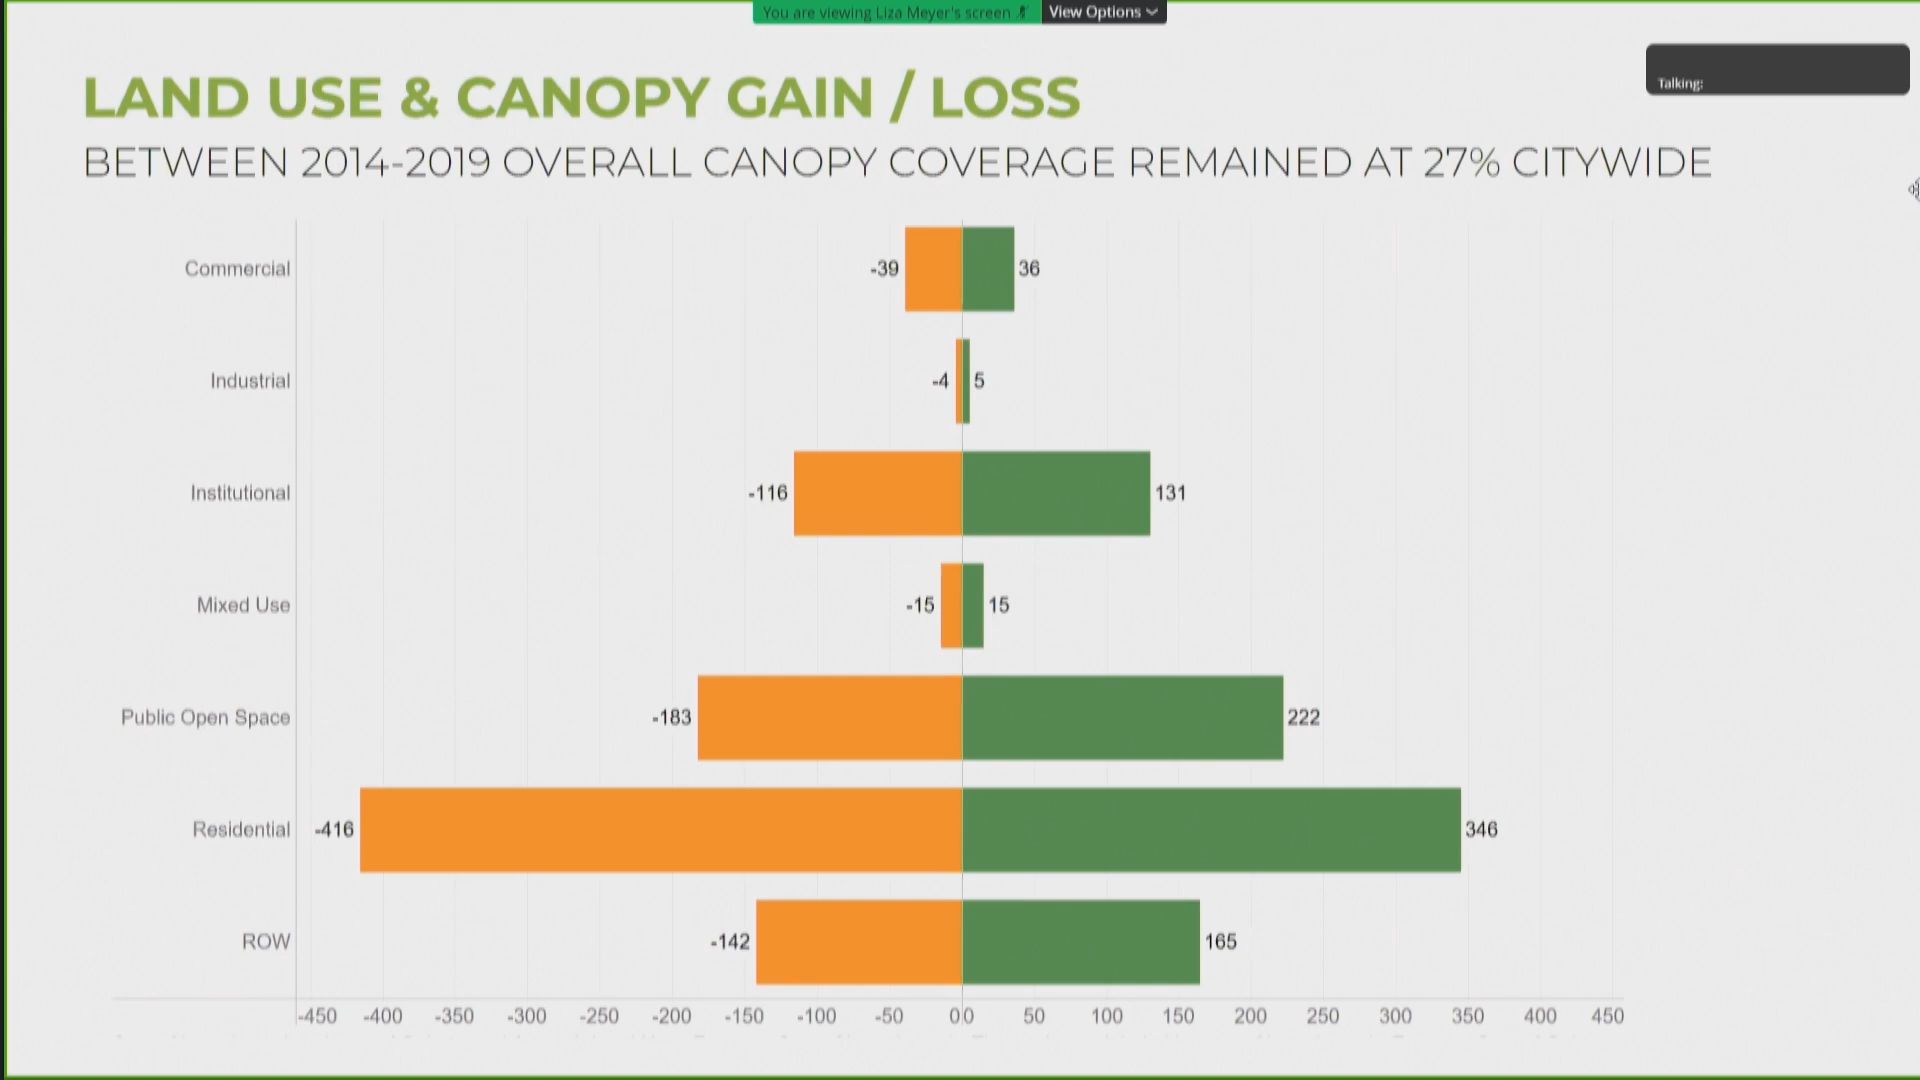 You are viewing Liza Meyer's screen
View Options
Talking:
LAND USE & CANOPY GAIN / LOSS
BETWEEN 2014-2019 OVERALL CANOPY COVERAGE REMAINED AT 27% CITYWIDE
Commercial -39 36
Industrial -4 5
Institutional -116 131
Mixed Use -15 15
Public Open Space -183 222
Residential -416 346
ROW -142 165
-450 -400 -350 -300 -250 -200 -150 -100 -50 00 50 100 150 200 250 300 350 400 450